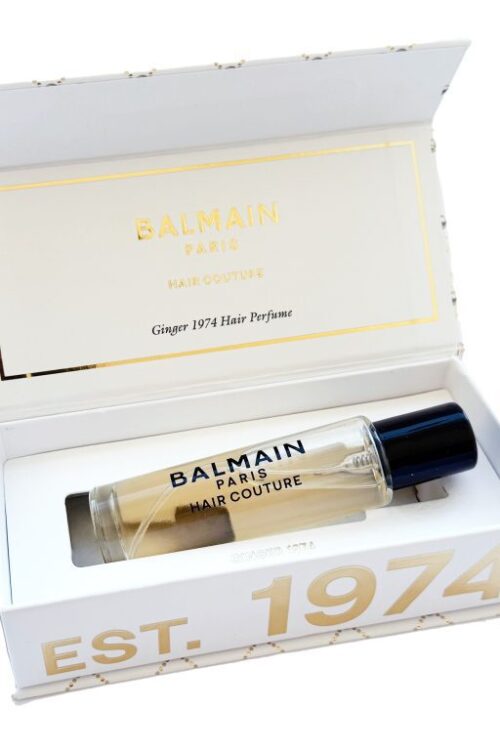 BALMAIN
PARIS
HAIR COUTURE
Ginger 1974 Hair Perfume
BALMAIN
PARIS
HAIR COUTURE
EST. 1974